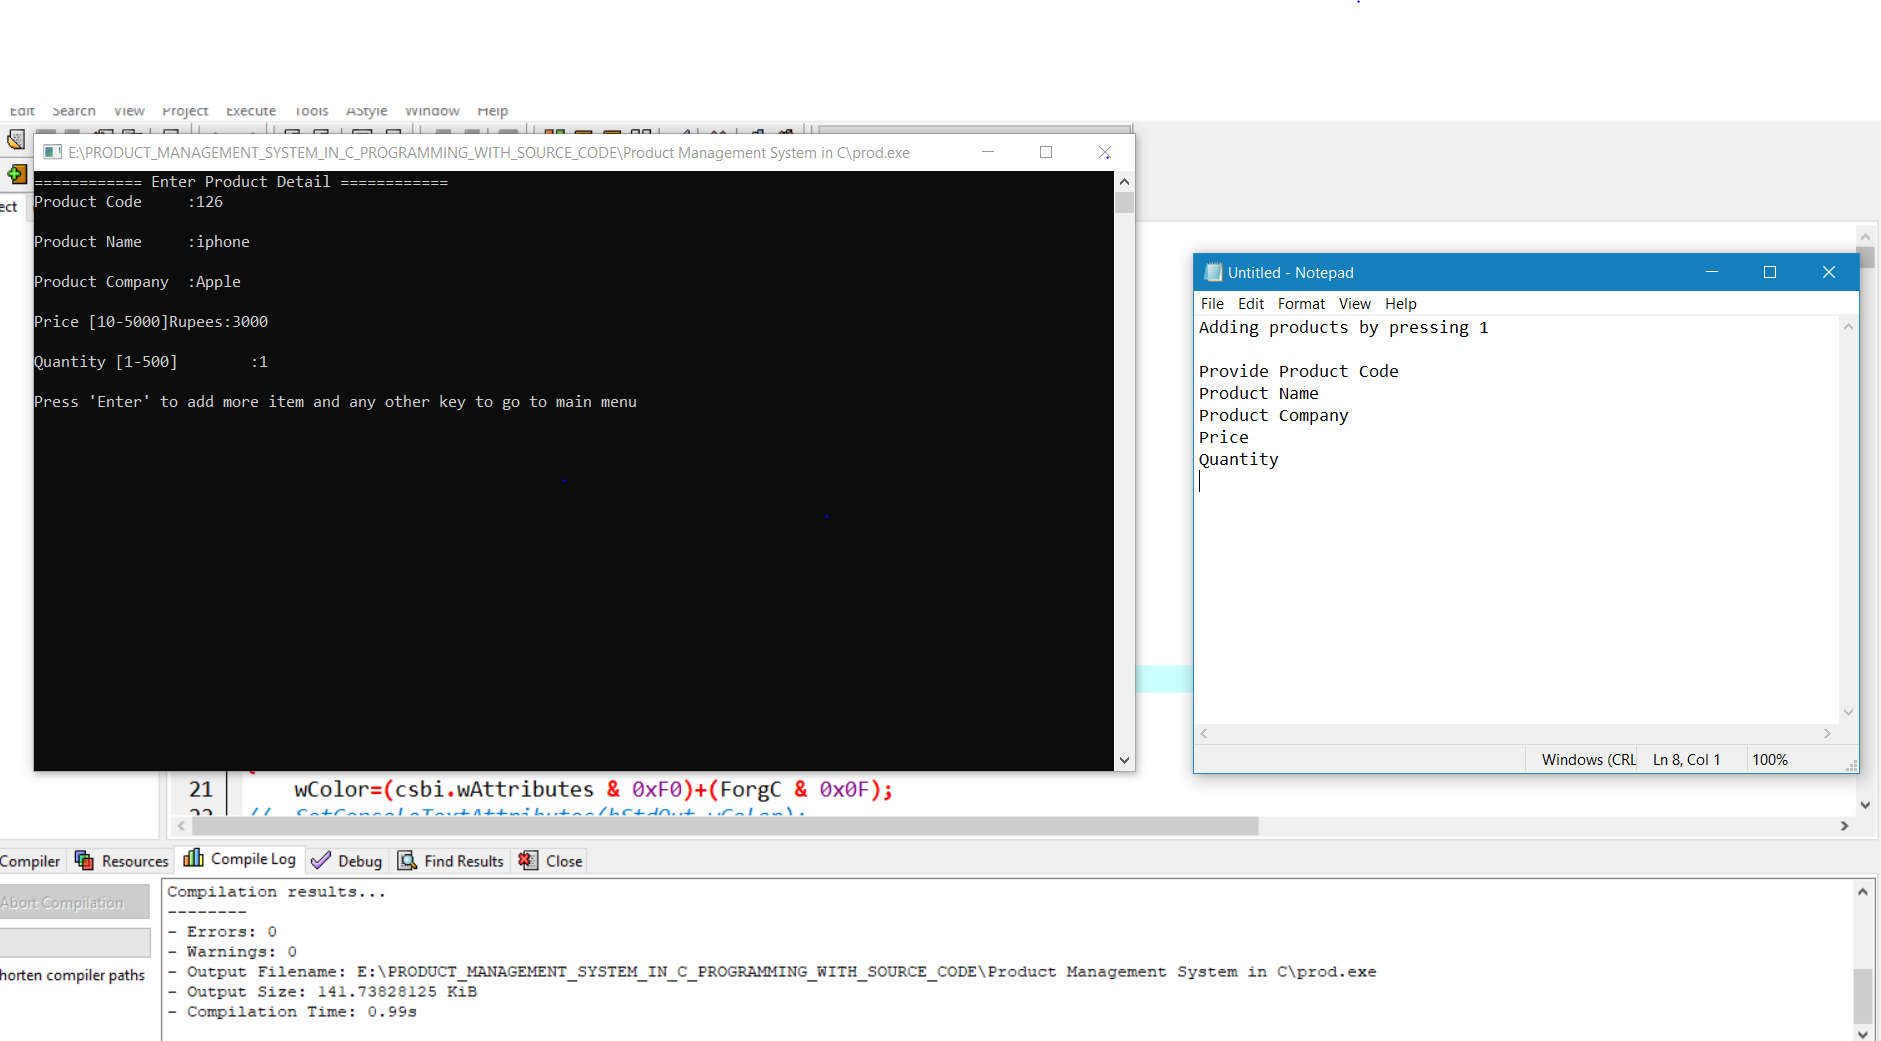 Edit Search View Project Execute Tools AStyle Window Help
E:\PRODUCT_MANAGEMENT_SYSTEM_IN_C_PROGRAMMING_WITH_SOURCE_CODE\Product Management System in C\prod.exe
============ Enter Product Detail ============
Product Code     :126
Product Name     :iphone
Product Company  :Apple
Price [10-5000]Rupees:3000
Quantity [1-500]        :1
Press 'Enter' to add more item and any other key to go to main menu
ect
Untitled - Notepad
File Edit Format View Help
Adding products by pressing 1
Provide Product Code
Product Name
Product Company
Price
Quantity
Windows (CRL Ln 8, Col 1 100%
21 wColor=(csbi.wAttributes & 0xF0)+(ForgC & 0x0F);
22 // SetConsoleTextAttributes(hStdOut,wColor);
Compiler Resources Compile Log Debug Find Results Close
Abort Compilation
horten compiler paths
Compilation results...
--------
- Errors: 0
- Warnings: 0
- Output Filename: E:\PRODUCT_MANAGEMENT_SYSTEM_IN_C_PROGRAMMING_WITH_SOURCE_CODE\Product Management System in C\prod.exe
- Output Size: 141.73828125 KiB
- Compilation Time: 0.99s